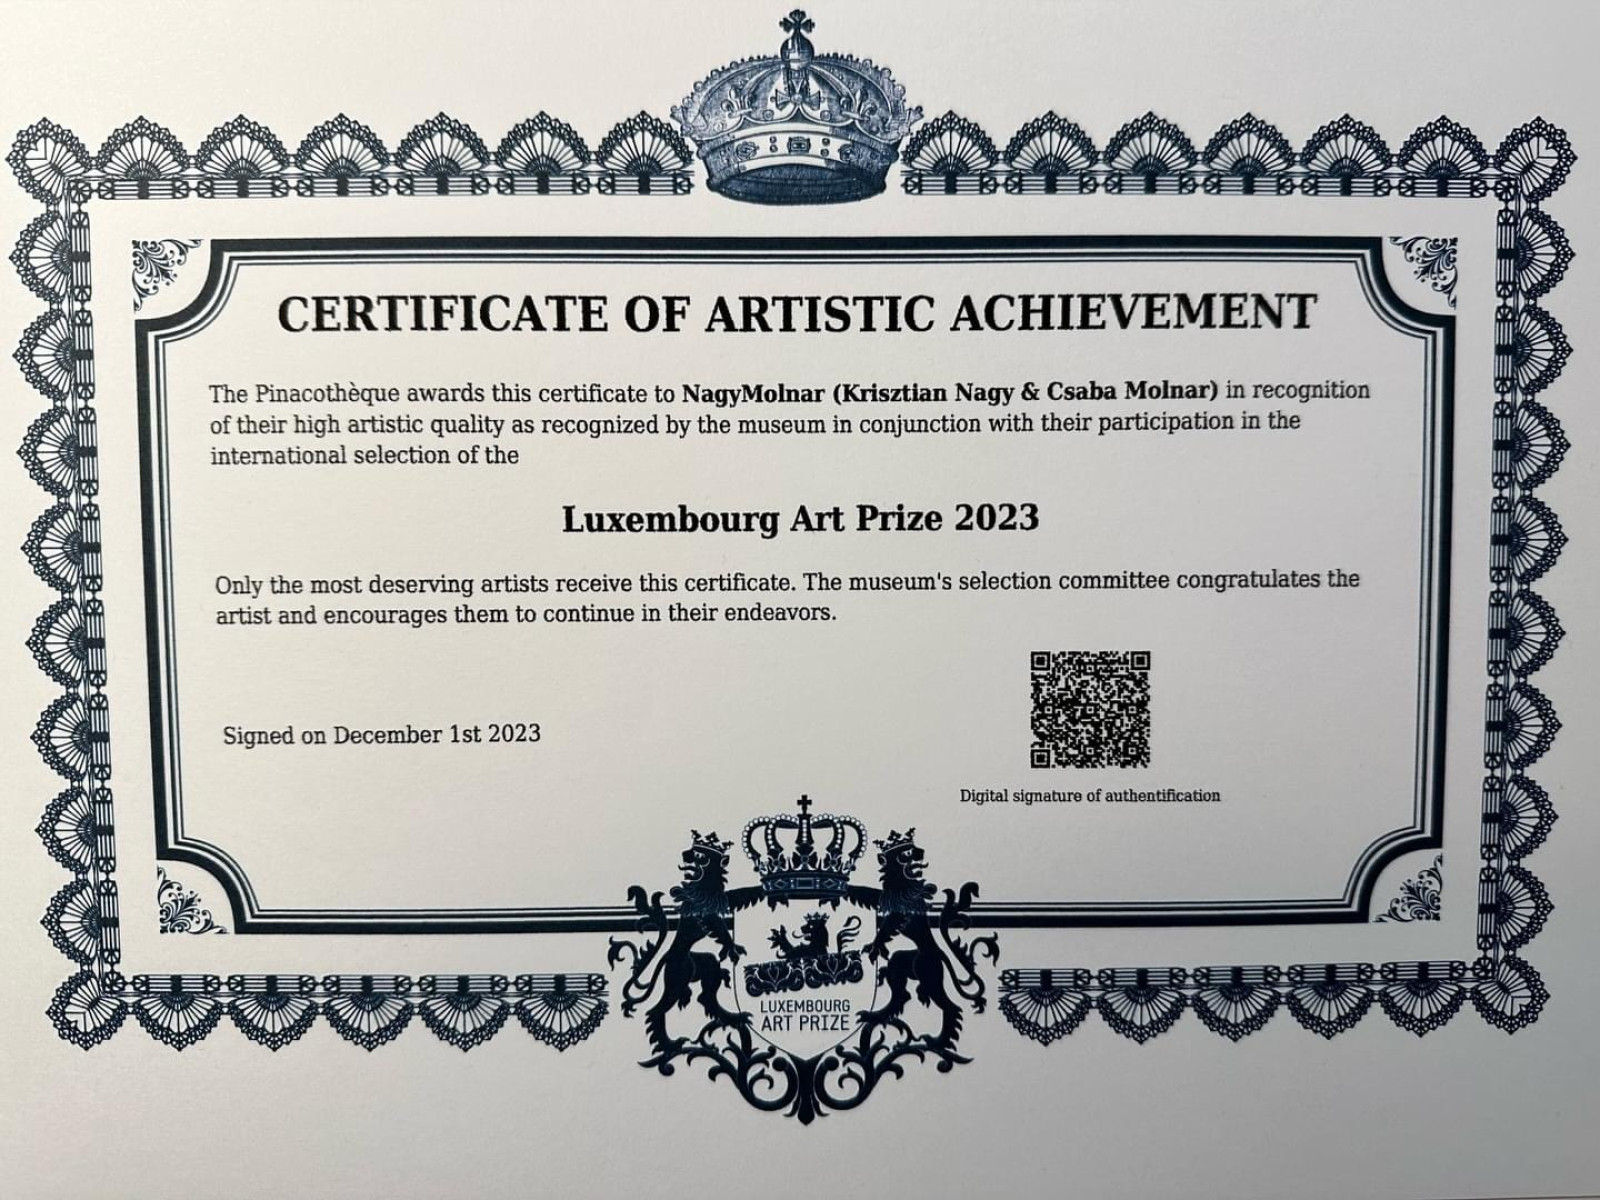 CERTIFICATE OF ARTISTIC ACHIEVEMENT
The Pinacothèque awards this certificate to NagyMolnar (Krisztian Nagy & Csaba Molnar) in recognition
of their high artistic quality as recognized by the museum in conjunction with their participation in the
international selection of the
Luxembourg Art Prize 2023
Only the most deserving artists receive this certificate. The museum's selection committee congratulates the
artist and encourages them to continue in their endeavors.
Signed on December 1st 2023
Digital signature of authentification
LUXEMBOURG
ART PRIZE